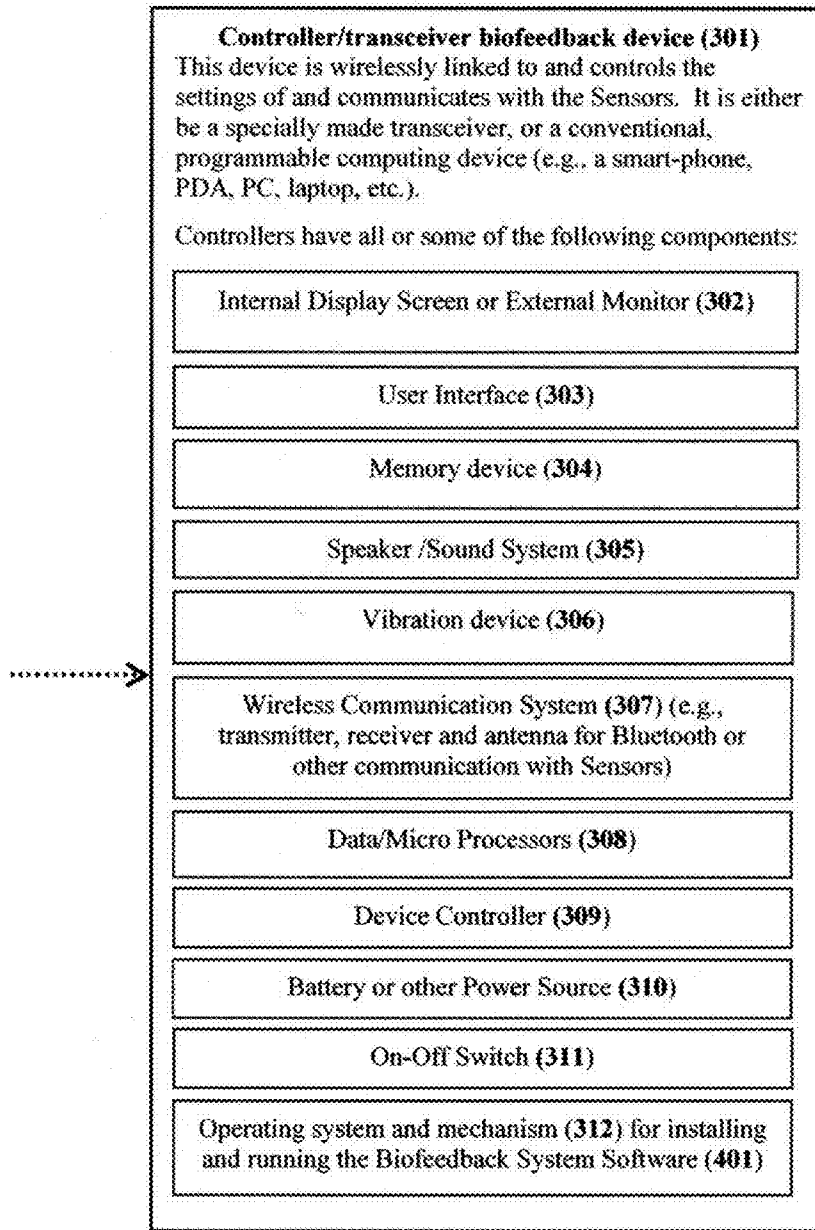 Controller/transceiver biofeedback device (301)
This device is wirelessly linked to and controls the
settings of and communicates with the Sensors. It is either
be a specially made transceiver, or a conventional,
programmable computing device (e.g., a smart-phone,
PDA, PC, laptop, etc.).
Controllers have all or some of the following components:
Internal Display Screen or External Monitor (302)
User Interface (303)
Memory device (304)
Speaker /Sound System (305)
Vibration device (306)
Wireless Communication System (307) (e.g.,
transmitter, receiver and antenna for Bluetooth or
other communication with Sensors)
Data/Micro Processors (308)
Device Controller (309)
Battery or other Power Source (310)
On-Off Switch (311)
Operating system and mechanism (312) for installing
and running the Biofeedback System Software (401)